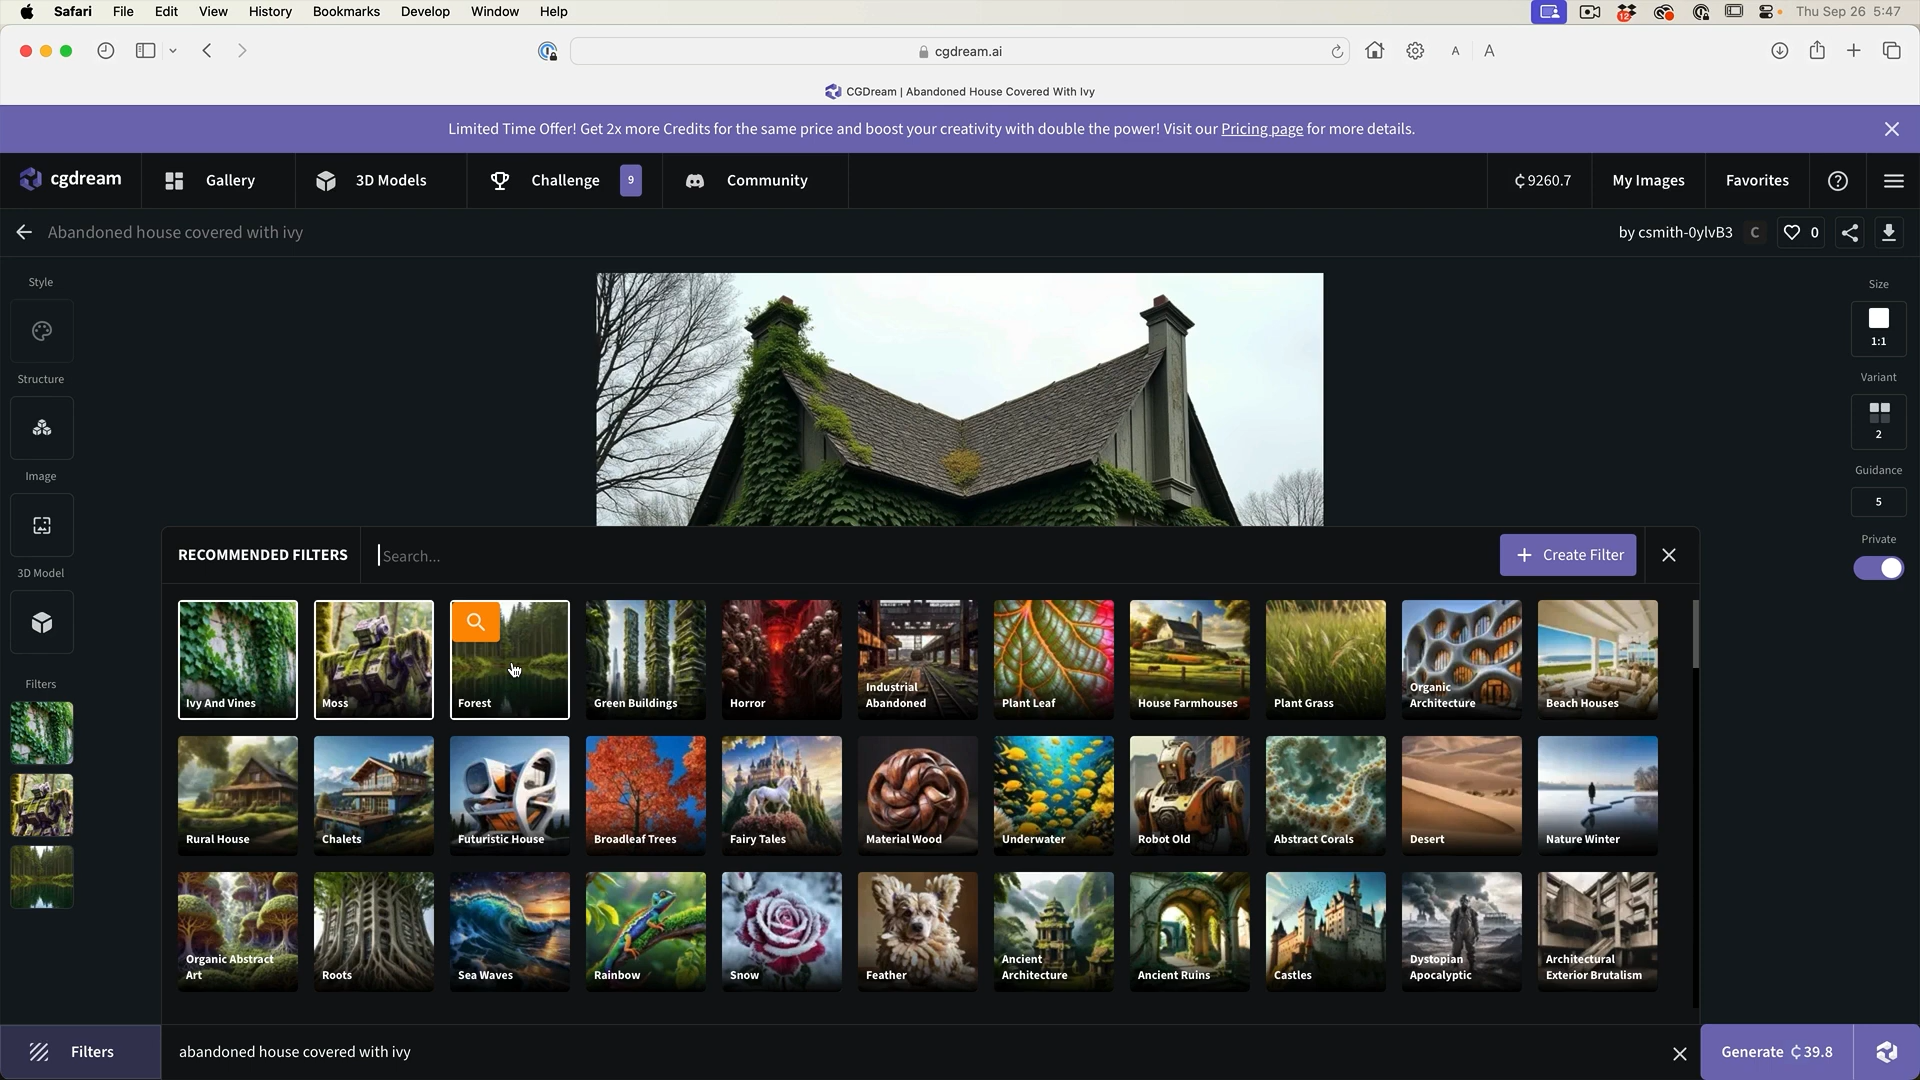 Safari File Edit View History Bookmarks Develop Window Help
12
Thu Sep 26 5:47
cgdream.ai
A A
CGDream | Abandoned House Covered With Ivy
Limited Time Offer! Get 2x more Credits for the same price and boost your creativity with double the power! Visit our Pricing page for more details.
cgdream Gallery 3D Models Challenge 9 Community
₵ 9260.7 My Images Favorites
Abandoned house covered with ivy
by csmith-0ylvB3 C 0
Style
Structure
Image
3D Model
Filters
Size
1:1
Variant
2
Guidance
5
Private
RECOMMENDED FILTERS Search... + Create Filter
Ivy And Vines
Moss
Forest
Green Buildings
Horror
Industrial
Abandoned
Plant Leaf
House Farmhouses
Plant Grass
Organic
Architecture
Beach Houses
Rural House
Chalets
Futuristic House
Broadleaf Trees
Fairy Tales
Material Wood
Underwater
Robot Old
Abstract Corals
Desert
Nature Winter
Organic Abstract
Art
Roots
Sea Waves
Rainbow
Snow
Feather
Ancient
Architecture
Ancient Ruins
Castles
Dystopian
Apocalyptic
Architectural
Exterior Brutalism
Filters
abandoned house covered with ivy
Generate ₵ 39.8